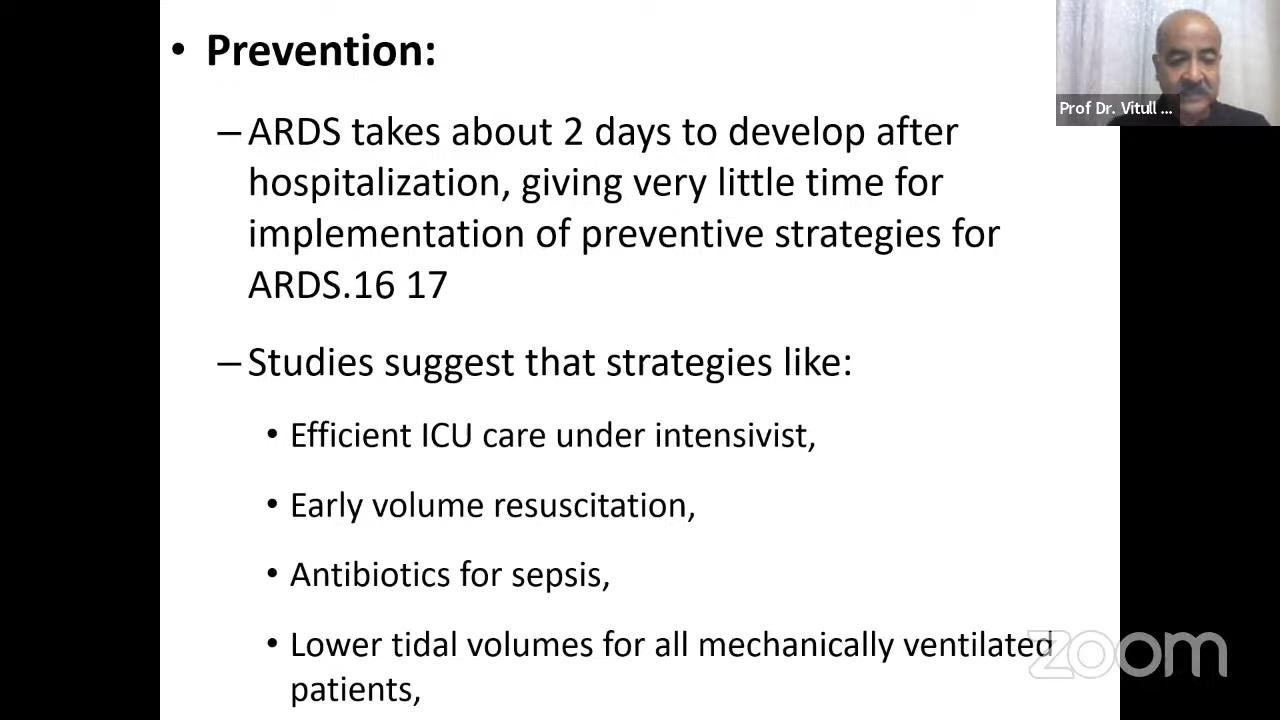 • Prevention:
Prof Dr. Vitull ...
– ARDS takes about 2 days to develop after
hospitalization, giving very little time for
implementation of preventive strategies for
ARDS.16 17
– Studies suggest that strategies like:
• Efficient ICU care under intensivist,
• Early volume resuscitation,
• Antibiotics for sepsis,
• Lower tidal volumes for all mechanically ventilated
patients,
zoom